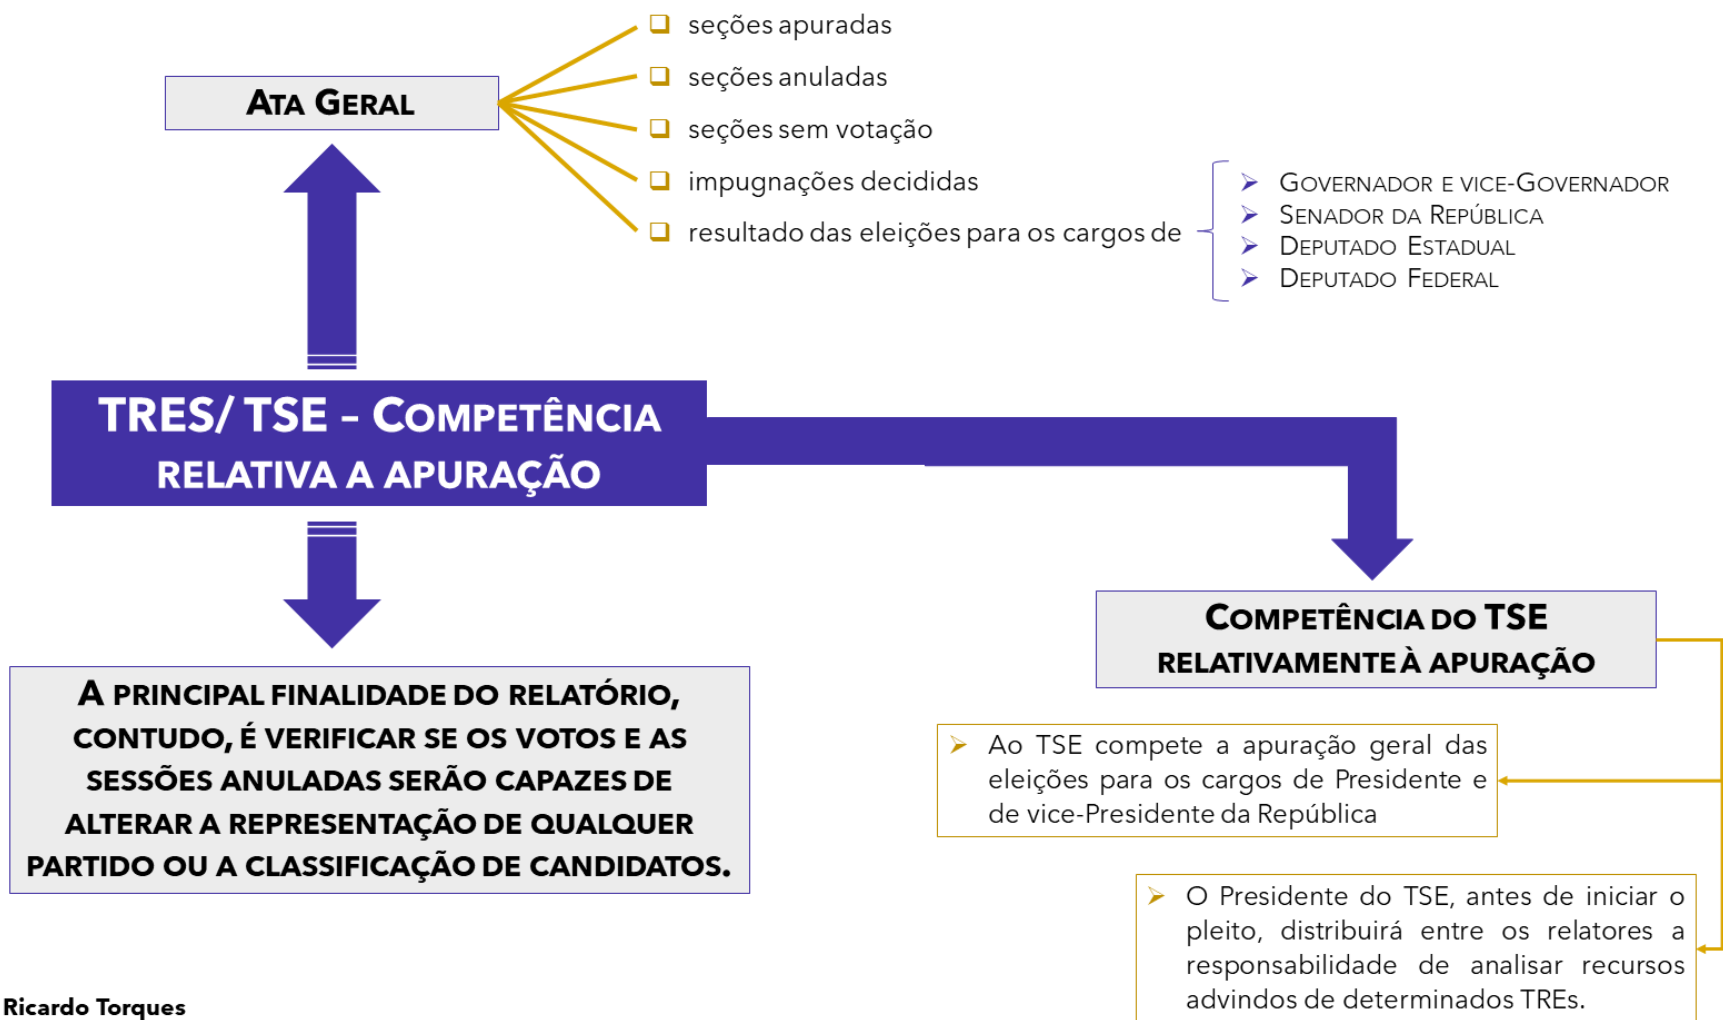 seções apuradas
seções anuladas
ATA GERAL
seções sem votação
impugnações decididas
resultado das eleições para os cargos de
GOVERNADOR E VICE-GOVERNADOR
SENADOR DA REPÚBLICA
DEPUTADO ESTADUAL
DEPUTADO FEDERAL
TRES/ TSE – COMPETÊNCIA
RELATIVA A APURAÇÃO
A PRINCIPAL FINALIDADE DO RELATÓRIO,
CONTUDO, É VERIFICAR SE OS VOTOS E AS
SESSÕES ANULADAS SERÃO CAPAZES DE
ALTERAR A REPRESENTAÇÃO DE QUALQUER
PARTIDO OU A CLASSIFICAÇÃO DE CANDIDATOS.
COMPETÊNCIA DO TSE
RELATIVAMENTE À APURAÇÃO
Ao TSE compete a apuração geral das
eleições para os cargos de Presidente e
de vice-Presidente da República
O Presidente do TSE, antes de iniciar o
pleito, distribuirá entre os relatores a
responsabilidade de analisar recursos
advindos de determinados TREs.
Ricardo Torques